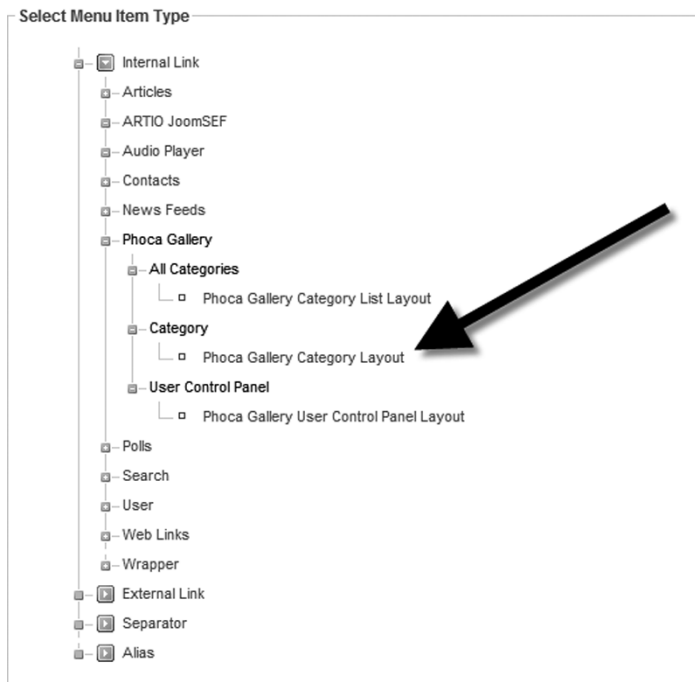 Select Menu Item Type
Internal Link
Articles
ARTIO JoomSEF
Audio Player
Contacts
News Feeds
Phoca Gallery
All Categories
Phoca Gallery Category List Layout
Category
Phoca Gallery Category Layout
User Control Panel
Phoca Gallery User Control Panel Layout
Polls
Search
User
Web Links
Wrapper
External Link
Separator
Alias